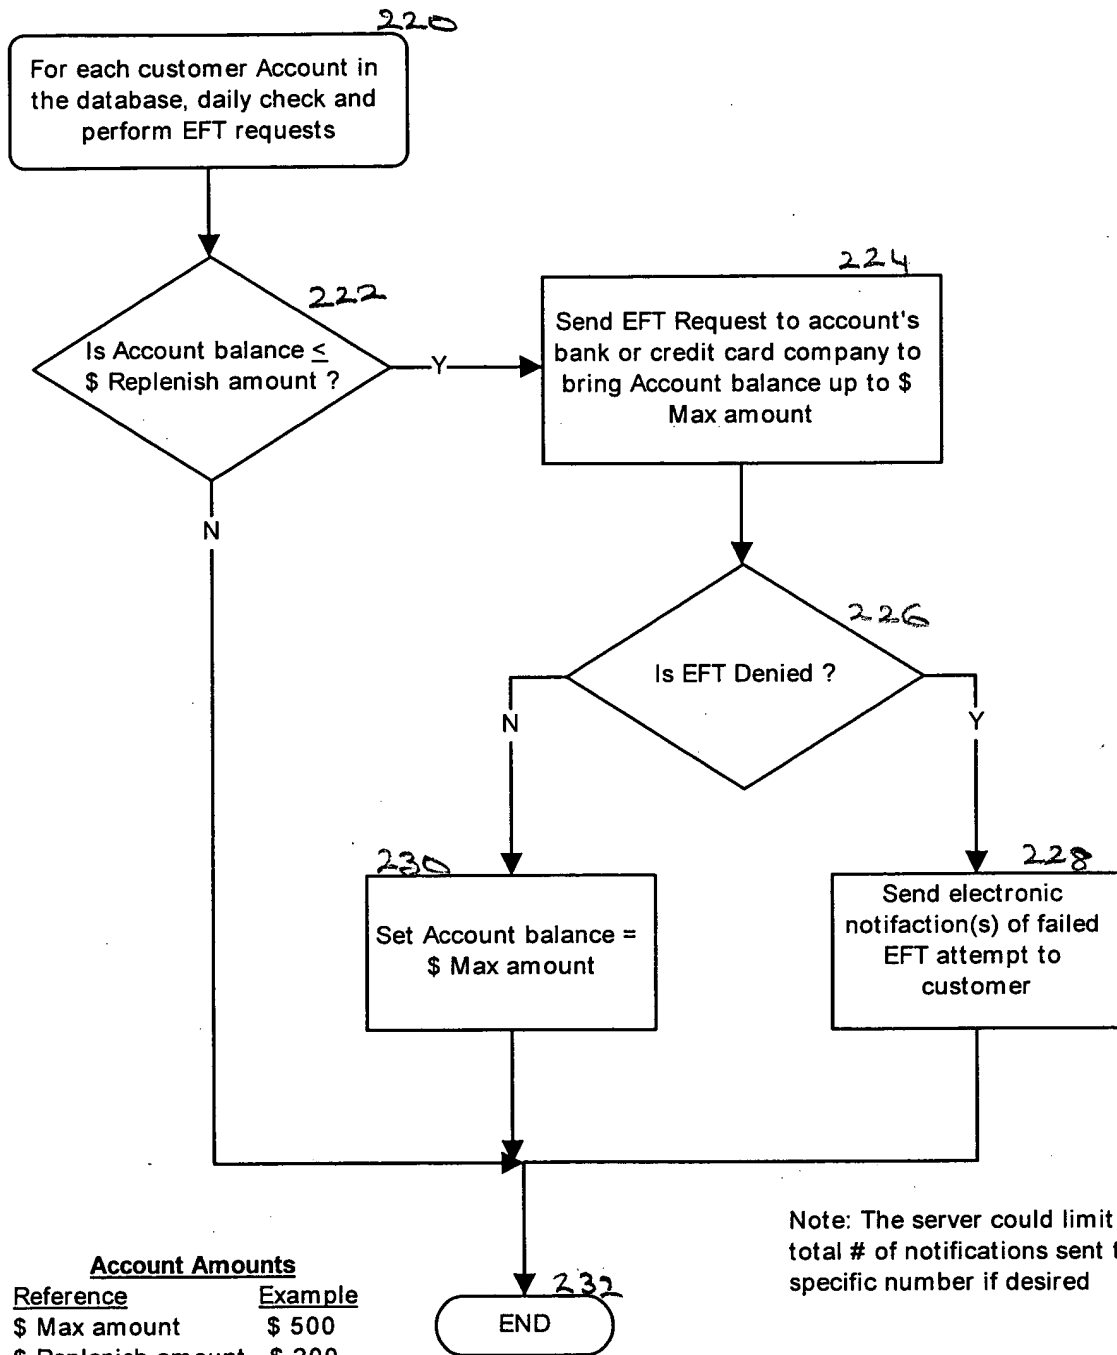 220
For each customer Account in
the database, daily check and
perform EFT requests
222
Is Account balance ≤
$ Replenish amount ?
Y
N
224
Send EFT Request to account's
bank or credit card company to
bring Account balance up to $
Max amount
226
Is EFT Denied ?
N
Y
230
Set Account balance =
$ Max amount
228
Send electronic
notifaction(s) of failed
EFT attempt to
customer
Note: The server could limit
total # of notifications sent
specific number if desired
Account Amounts
Reference Example
$ Max amount $ 500
$ Replenish amount $ 200
232
END